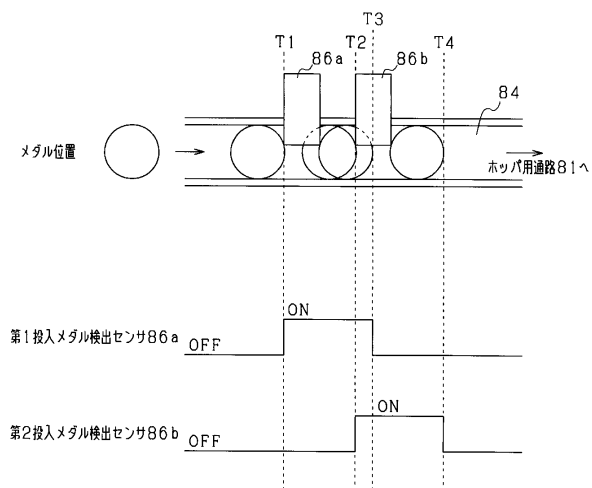 T3
T1
86a
T2
86b
T4
84
メダル位置
ホッパ用通路81へ
ON
第1投入メダル検出センサ86a
OFF
ON
第2投入メダル検出センサ86b
OFF